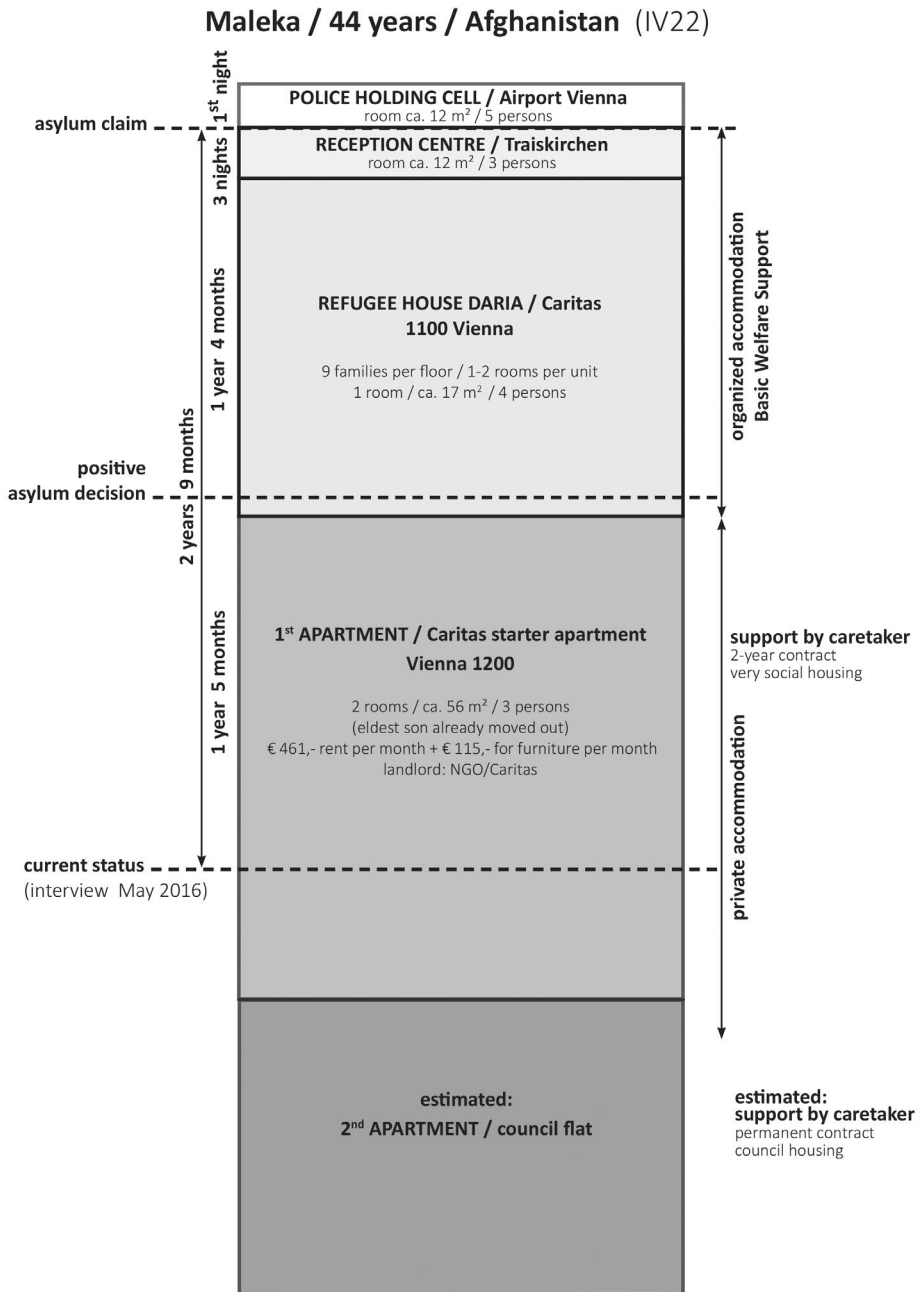 Maleka / 44 years / Afghanistan (IV22)
1st night
POLICE HOLDING CELL / Airport Vienna
room ca. 12 m² / 5 persons
asylum claim
3 nights
RECEPTION CENTRE / Traiskirchen
room ca. 12 m² / 3 persons
1 year 4 months
REFUGEE HOUSE DARIA / Caritas
1100 Vienna
9 families per floor / 1-2 rooms per unit
1 room / ca. 17 m² / 4 persons
organized accommodation
Basic Welfare Support
positive
asylum decision
2 years 9 months
1 year 5 months
1st APARTMENT / Caritas starter apartment
Vienna 1200
2 rooms / ca. 56 m² / 3 persons
(eldest son already moved out)
€ 461,- rent per month + € 115,- for furniture per month
landlord: NGO/Caritas
support by caretaker
2-year contract
very social housing
private accommodation
current status
(interview May 2016)
estimated:
2nd APARTMENT / council flat
estimated:
support by caretaker
permanent contract
council housing